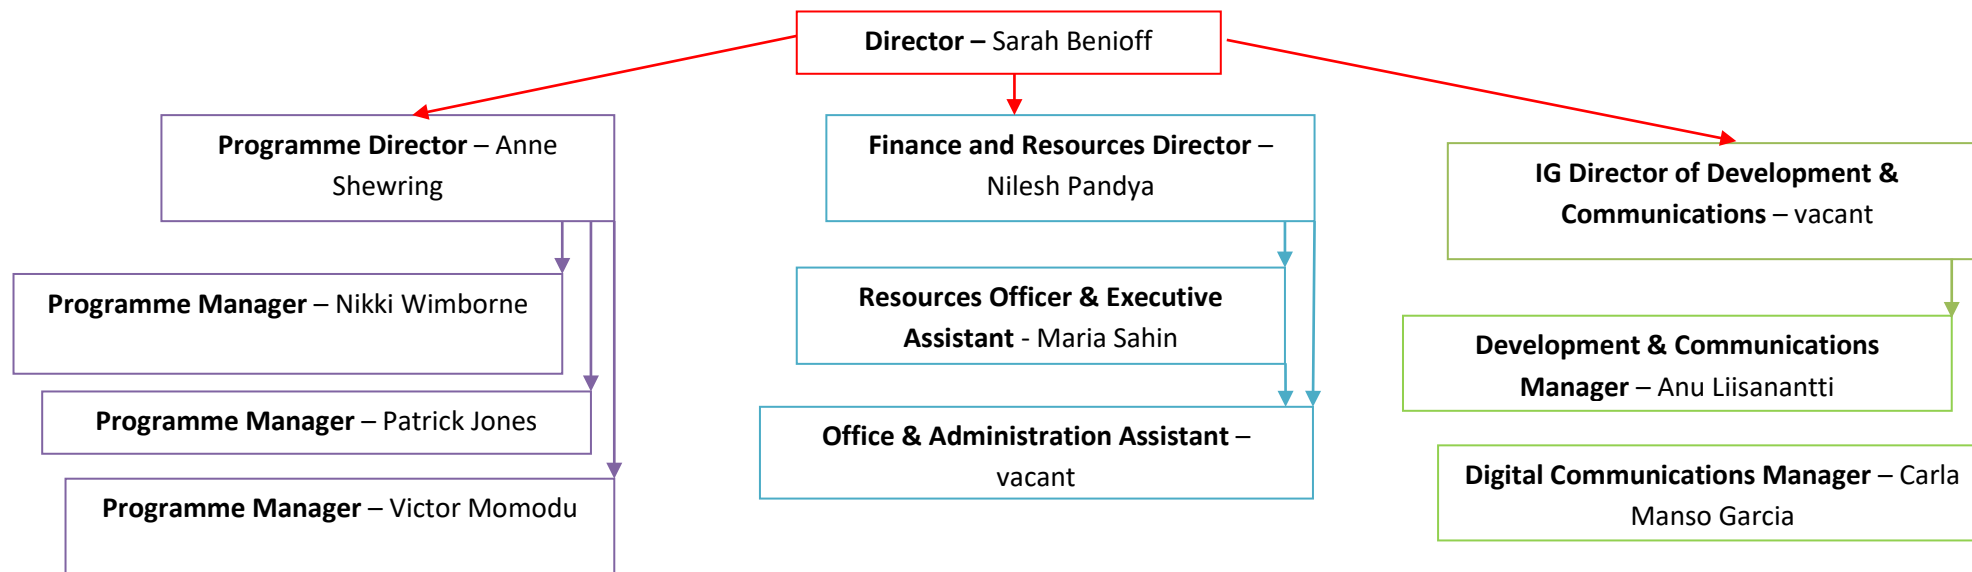 Director – Sarah Benioff
Programme Director – Anne
Shewring
Finance and Resources Director –
Nilesh Pandya
IG Director of Development &
Communications – vacant
Programme Manager – Nikki Wimborne
Programme Manager – Patrick Jones
Programme Manager – Victor Momodu
Resources Officer & Executive
Assistant - Maria Sahin
Office & Administration Assistant –
vacant
Development & Communications
Manager – Anu Liisanantti
Digital Communications Manager – Carla
Manso Garcia